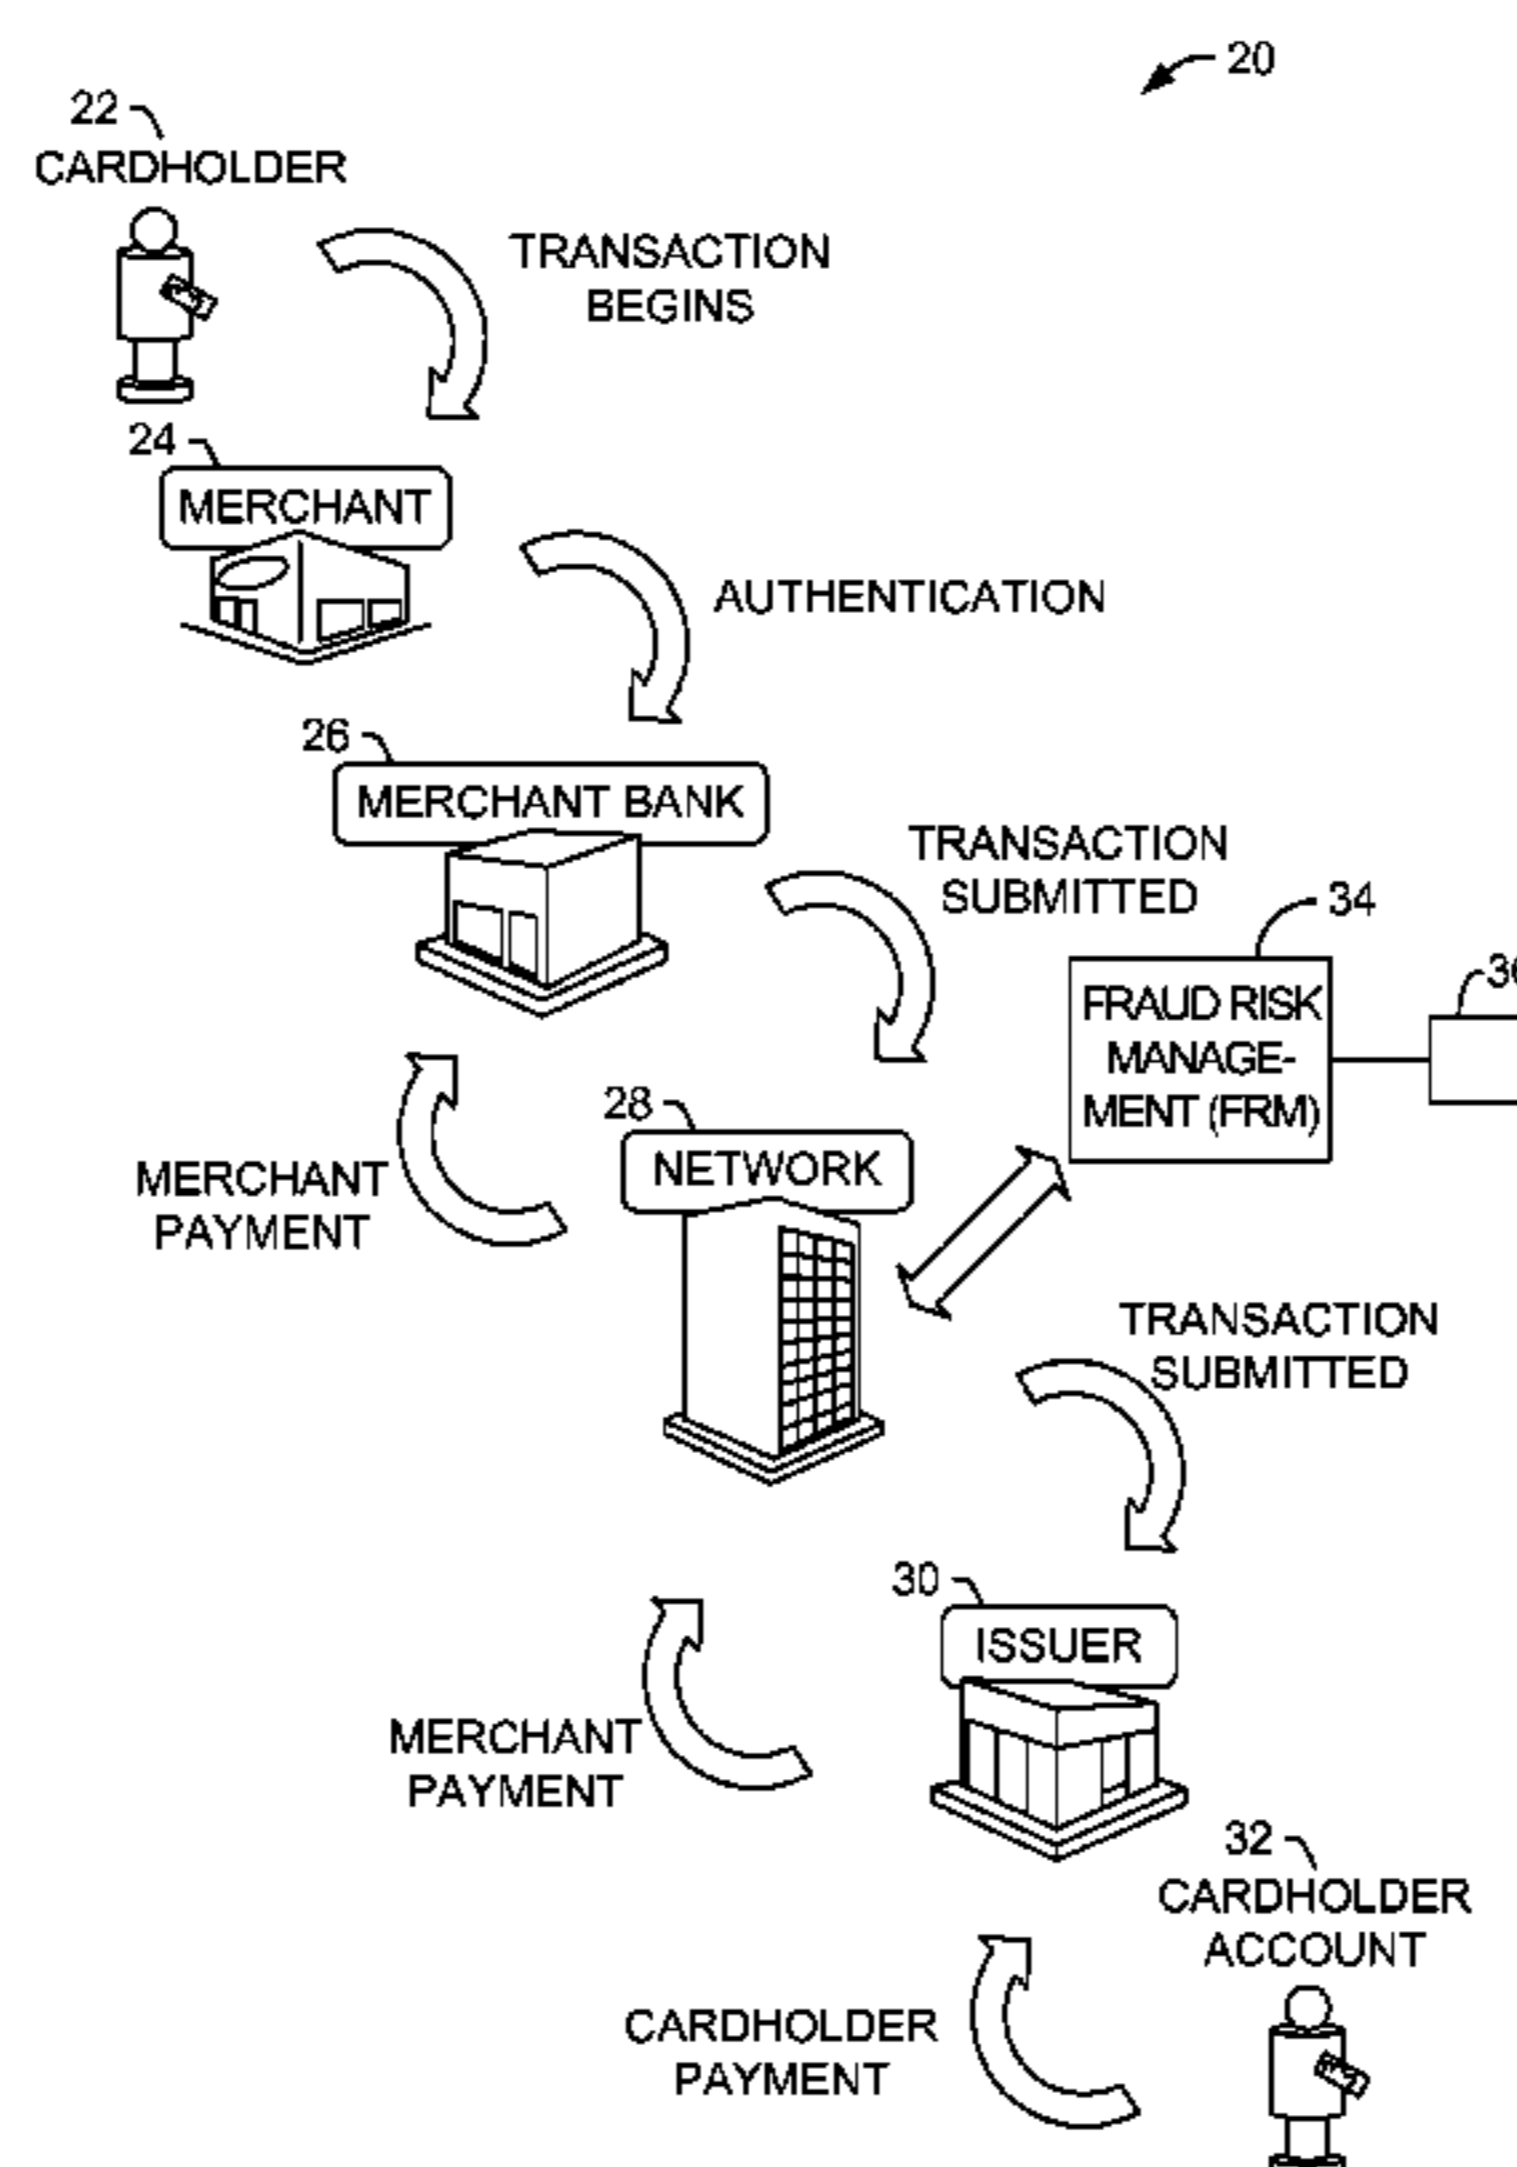 20
22
CARDHOLDER
TRANSACTION
BEGINS
24
MERCHANT
AUTHENTICATION
26
MERCHANT BANK
TRANSACTION
SUBMITTED
34
FRAUD RISK
MANAGE-
MENT (FRM)
28
NETWORK
MERCHANT
PAYMENT
TRANSACTION
SUBMITTED
30
ISSUER
MERCHANT
PAYMENT
32
CARDHOLDER
ACCOUNT
CARDHOLDER
PAYMENT